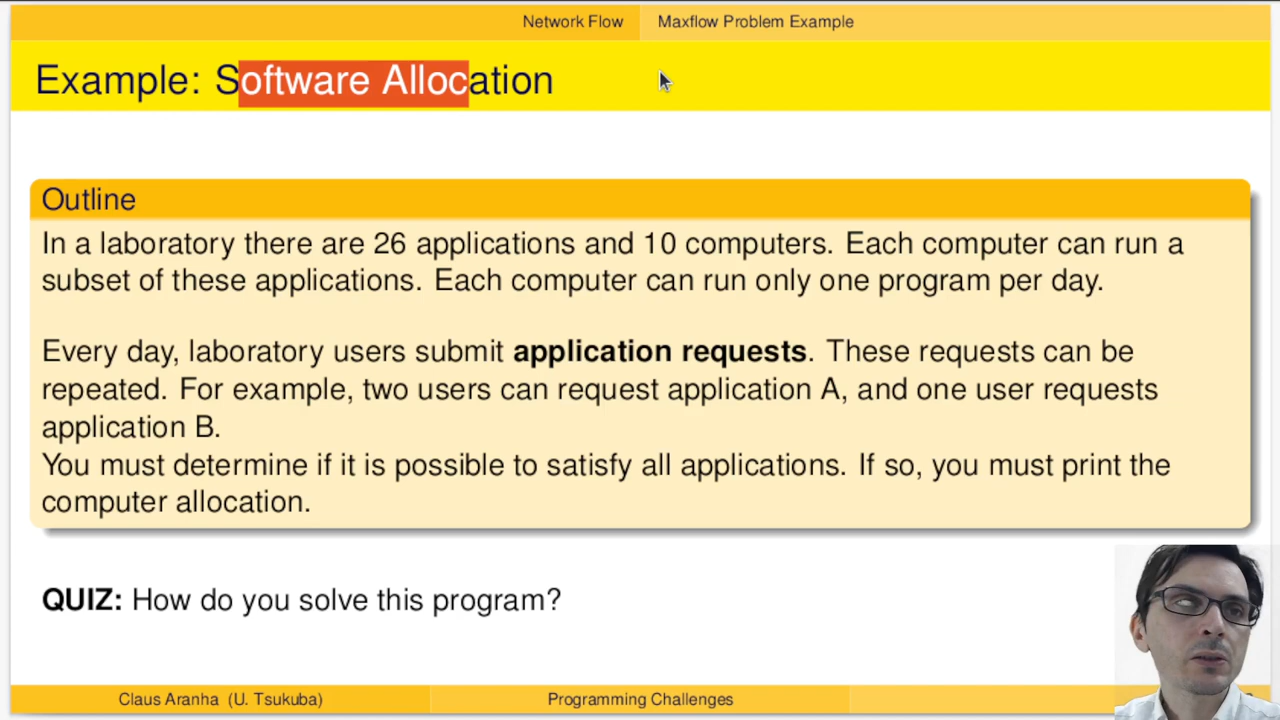 Network Flow Maxflow Problem Example
Example: Software Allocation
Outline
In a laboratory there are 26 applications and 10 computers. Each computer can run a
subset of these applications. Each computer can run only one program per day.
Every day, laboratory users submit application requests. These requests can be
repeated. For example, two users can request application A, and one user requests
application B.
You must determine if it is possible to satisfy all applications. If so, you must print the
computer allocation.
QUIZ: How do you solve this program?
Claus Aranha (U. Tsukuba) Programming Challenges